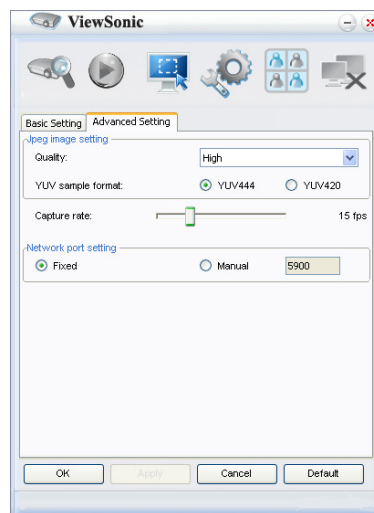 ViewSonic
Basic Setting Advanced Setting
Jpeg image setting
Quality: High
YUV sample format: YUV444 YUV420
Capture rate: 15 fps
Network port setting
Fixed Manual 5900
OK Apply Cancel Default